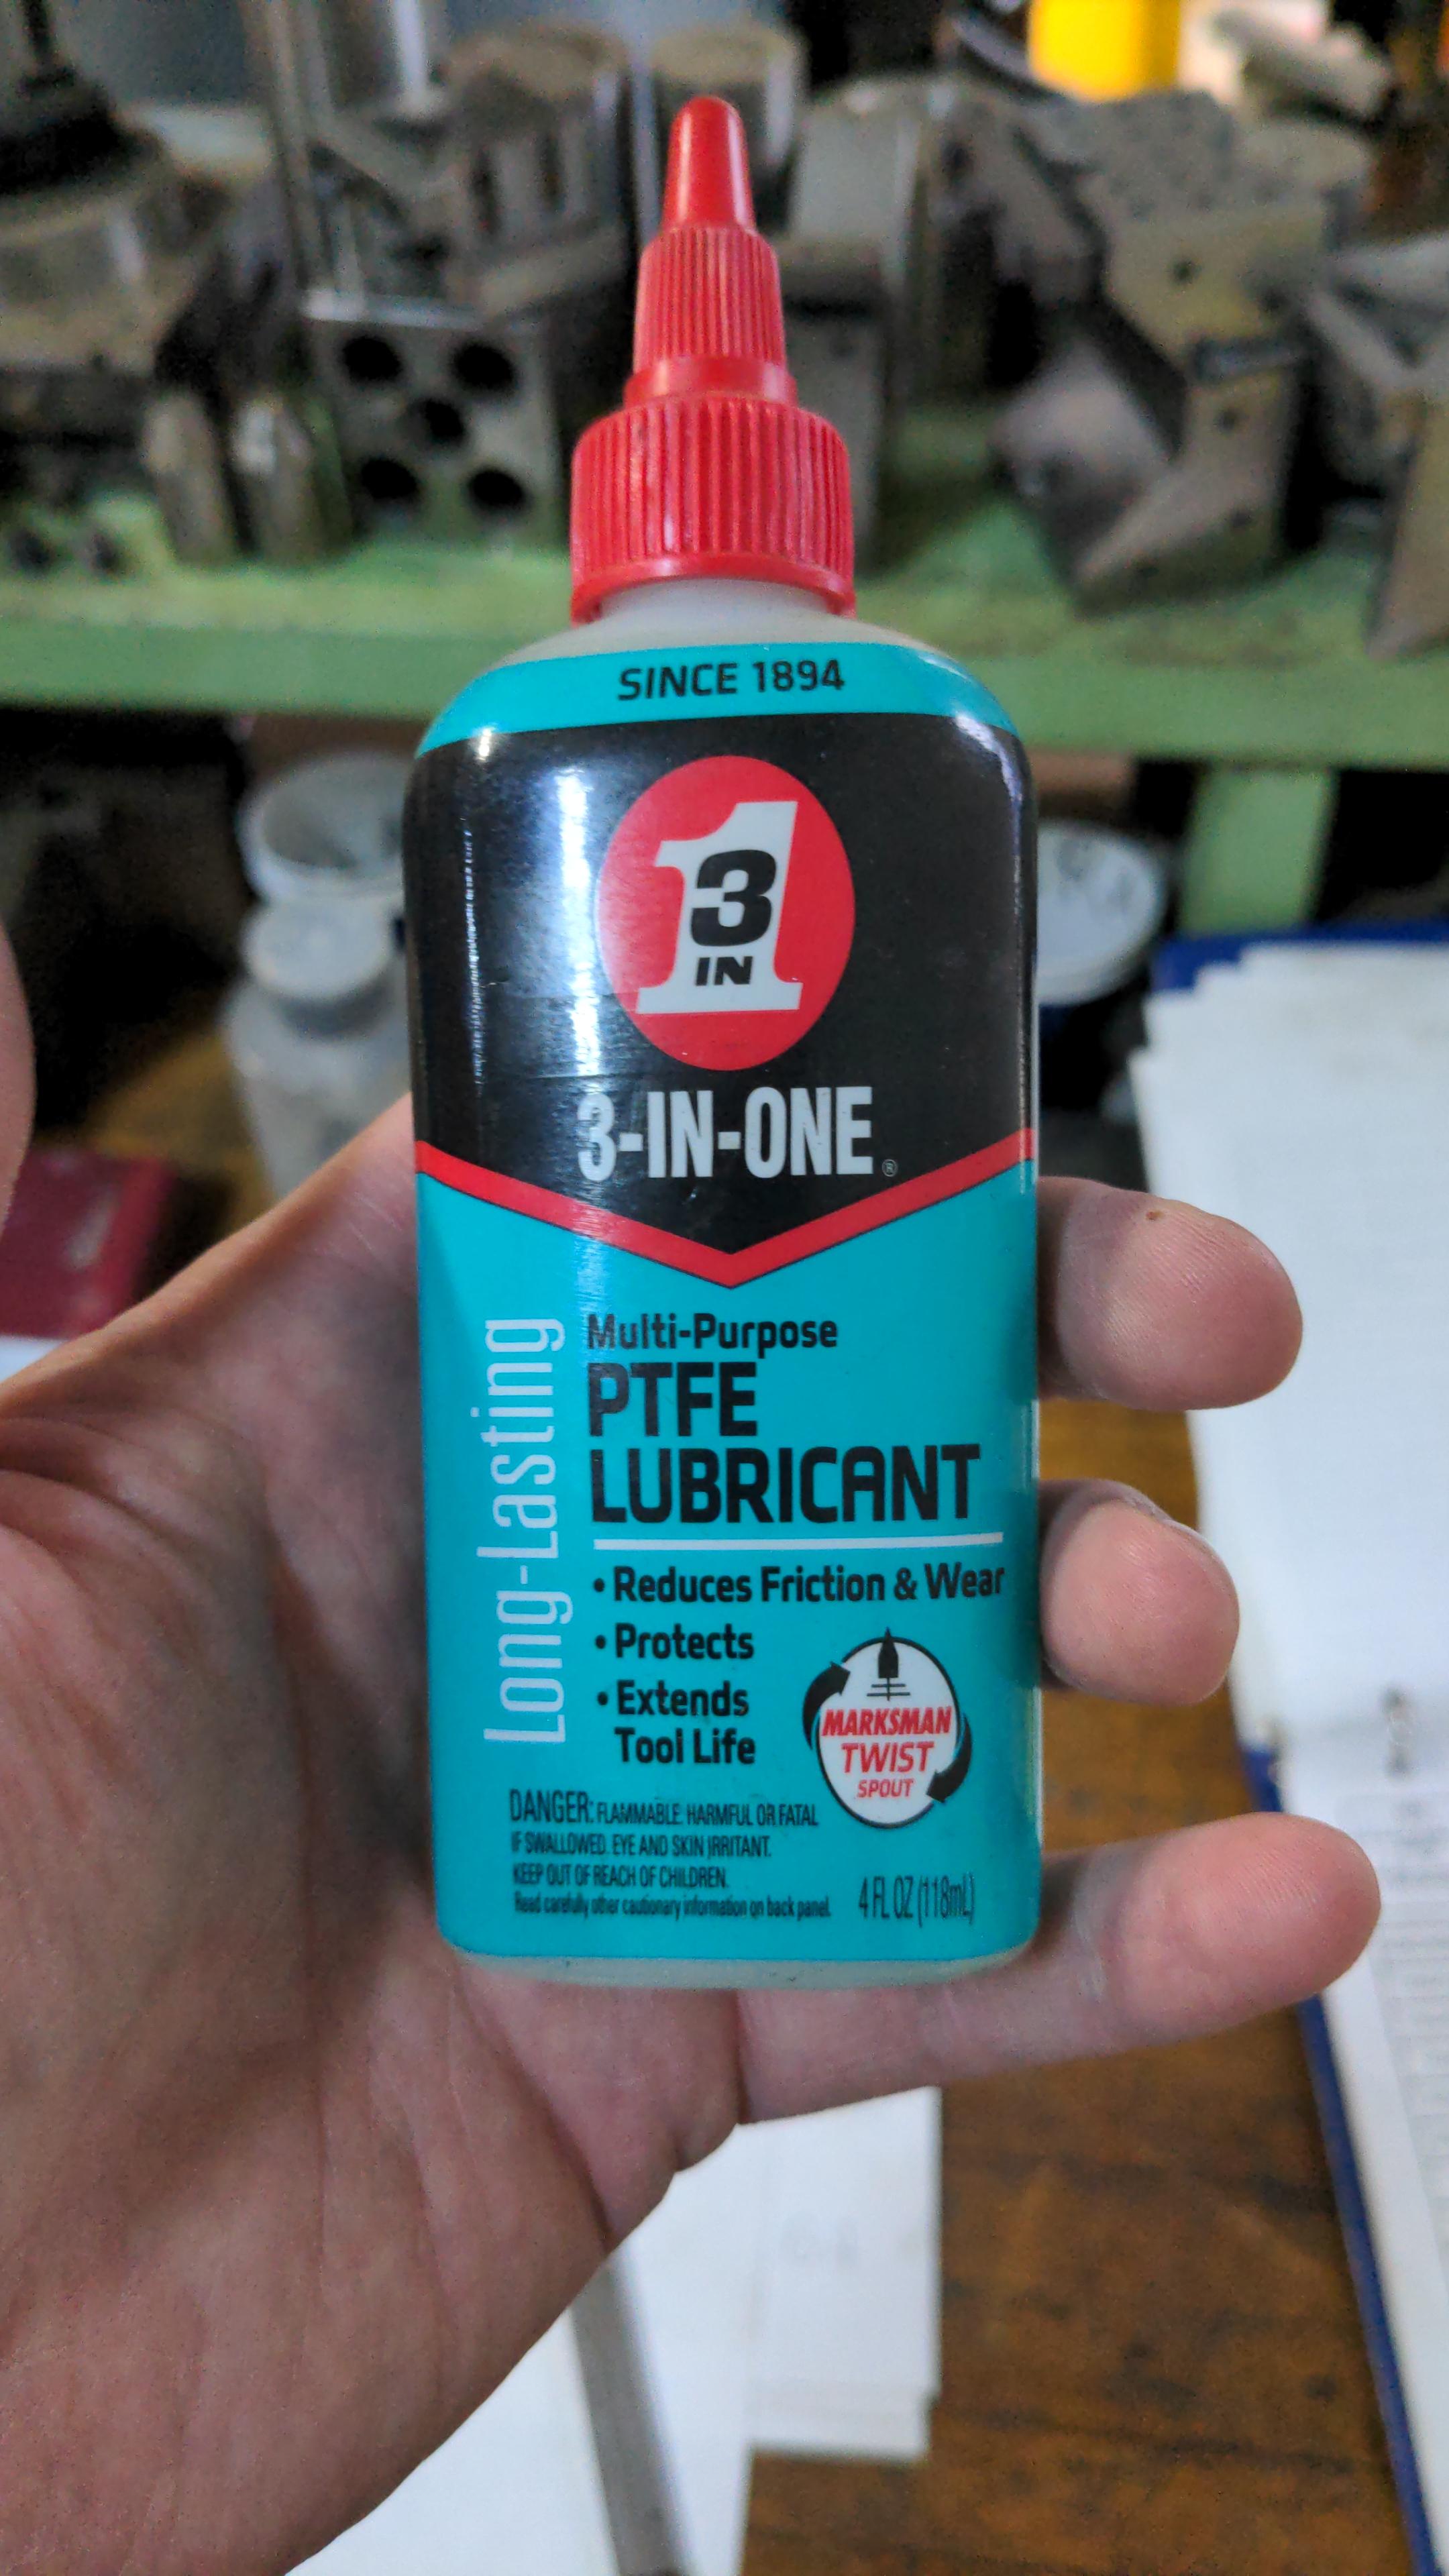 SINCE 1894
1
3
IN
3-IN-ONE®
Long-Lasting
Multi-Purpose
PTFE
LUBRICANT
• Reduces Friction & Wear
• Protects
• Extends
Tool Life
MARKSMAN
TWIST
SPOUT
DANGER: FLAMMABLE. HARMFUL OR FATAL
IF SWALLOWED. EYE AND SKIN IRRITANT.
KEEP OUT OF REACH OF CHILDREN.
Read carefully other cautionary information on back panel.
4 FL OZ (118mL)